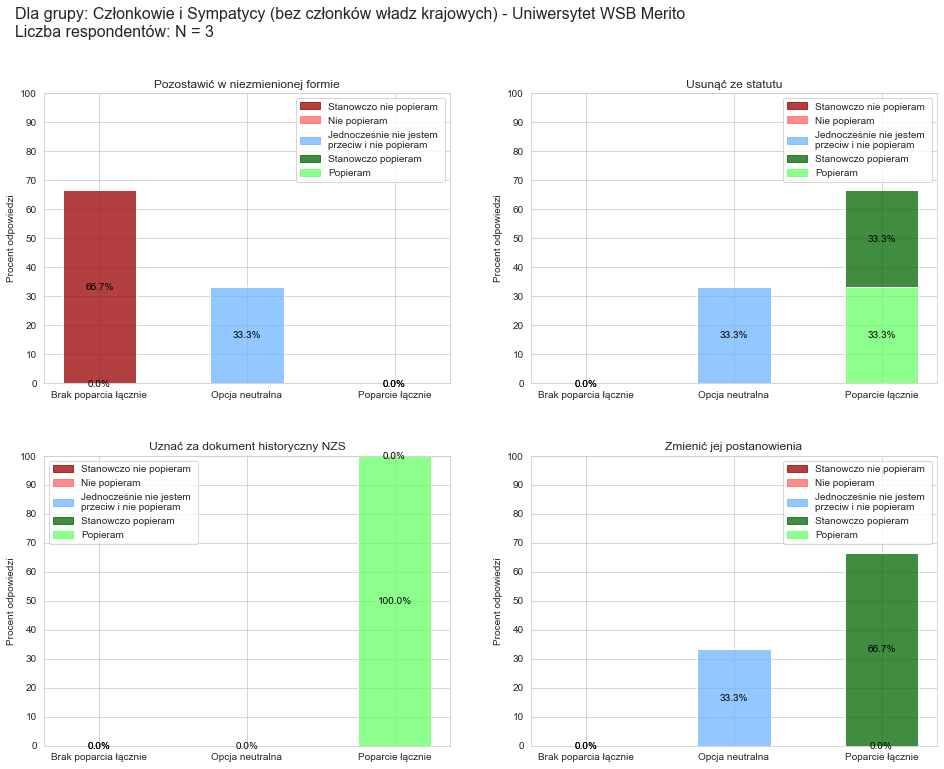 Dla grupy: Członkowie i Sympatycy (bez członków władz krajowych) - Uniwersytet WSB Merito
Liczba respondentów: N = 3
Pozostawić w niezmienionej formie
Procent odpowiedzi
100
90
80
70
60
50
40
30
20
10
0
Stanowczo nie popieram
Nie popieram
Jednocześnie nie jestem
przeciw i nie popieram
Stanowczo popieram
Popieram
66.7%
33.3%
0.0%
0.0%
Brak poparcia łącznie
Opcja neutralna
Poparcie łącznie
Usunąć ze statutu
Procent odpowiedzi
100
90
80
70
60
50
40
30
20
10
0
Stanowczo nie popieram
Nie popieram
Jednocześnie nie jestem
przeciw i nie popieram
Stanowczo popieram
Popieram
33.3%
33.3%
33.3%
0.0%
Brak poparcia łącznie
Opcja neutralna
Poparcie łącznie
Uznać za dokument historyczny NZS
Procent odpowiedzi
100
90
80
70
60
50
40
30
20
10
0
Stanowczo nie popieram
Nie popieram
Jednocześnie nie jestem
przeciw i nie popieram
Stanowczo popieram
Popieram
0.0%
100.0%
0.0%
0.0%
Brak poparcia łącznie
Opcja neutralna
Poparcie łącznie
Zmienić jej postanowienia
Procent odpowiedzi
100
90
80
70
60
50
40
30
20
10
0
Stanowczo nie popieram
Nie popieram
Jednocześnie nie jestem
przeciw i nie popieram
Stanowczo popieram
Popieram
66.7%
33.3%
0.0%
0.0%
Brak poparcia łącznie
Opcja neutralna
Poparcie łącznie